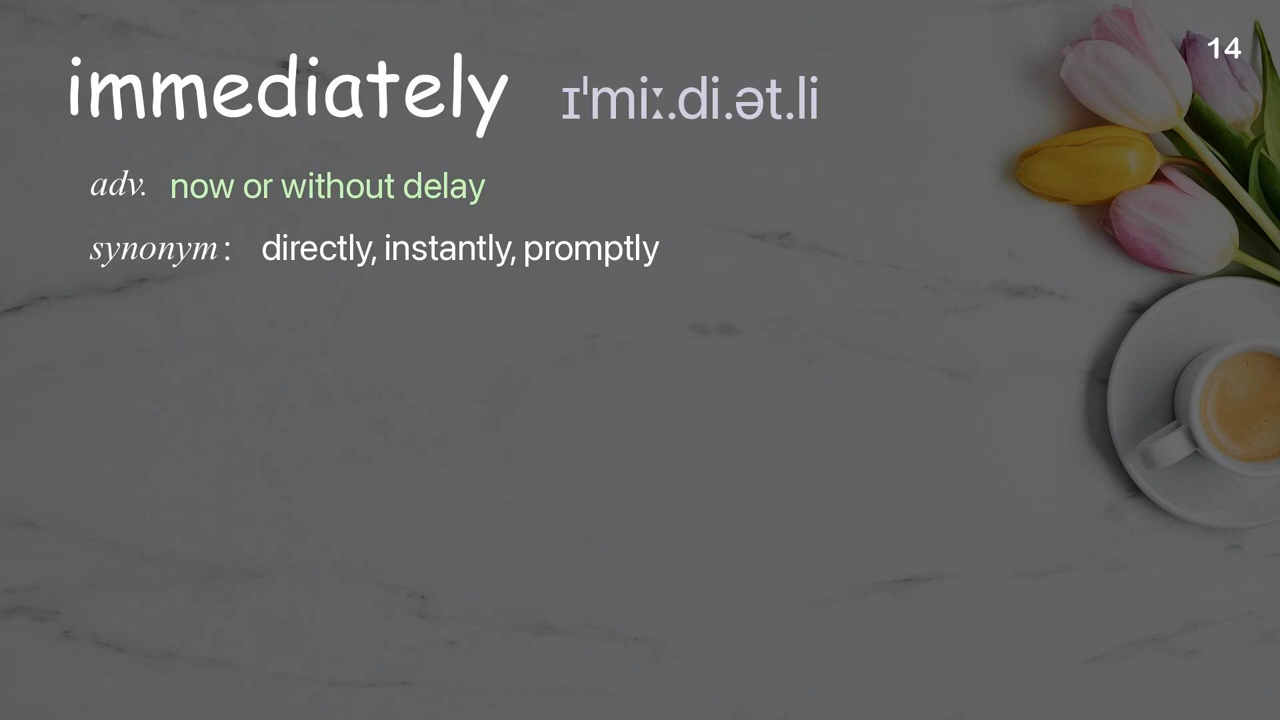 14
immediately ɪˈmiː.di.ət.li
adv. now or without delay
synonym: directly, instantly, promptly